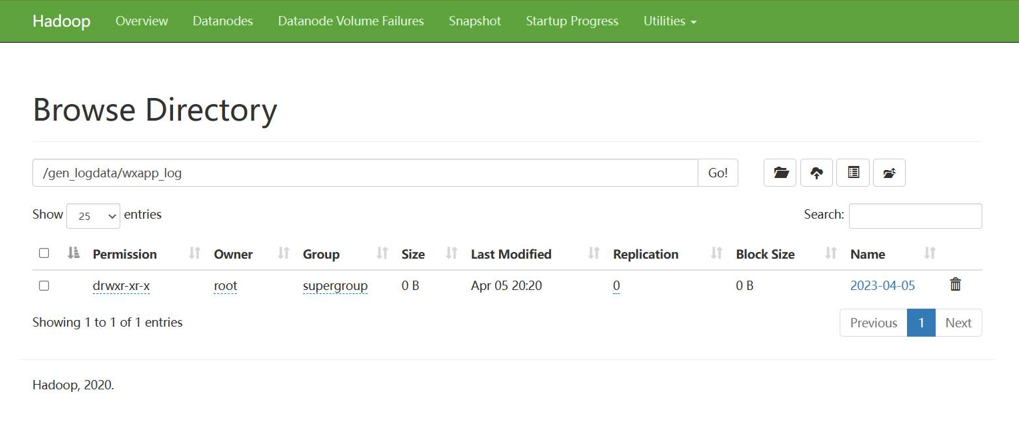 Hadoop Overview Datanodes Datanode Volume Failures Snapshot Startup Progress Utilities
Browse Directory
/gen_logdata/wxapp_log Go!
Show 25 entries Search:
Permission Owner Group Size Last Modified Replication Block Size Name
drwxr-xr-x root supergroup 0 B Apr 05 20:20 0 0 B 2023-04-05
Showing 1 to 1 of 1 entries Previous 1 Next
Hadoop, 2020.